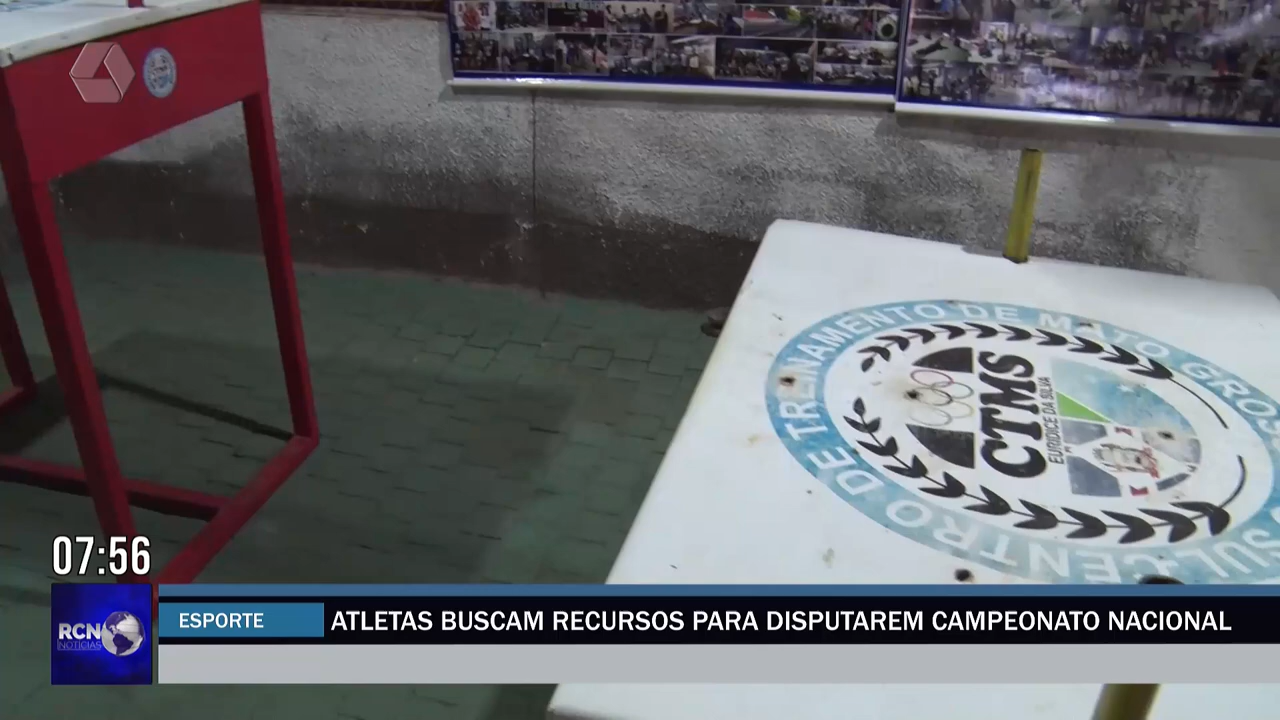 CENTRO DE TREINAMENTO DE MATO GROSSO SUL
CTMS
EURIDICE DA SILVA
07:56
RCN
NOTÍCIAS
ESPORTE
ATLETAS BUSCAM RECURSOS PARA DISPUTAREM CAMPEONATO NACIONAL